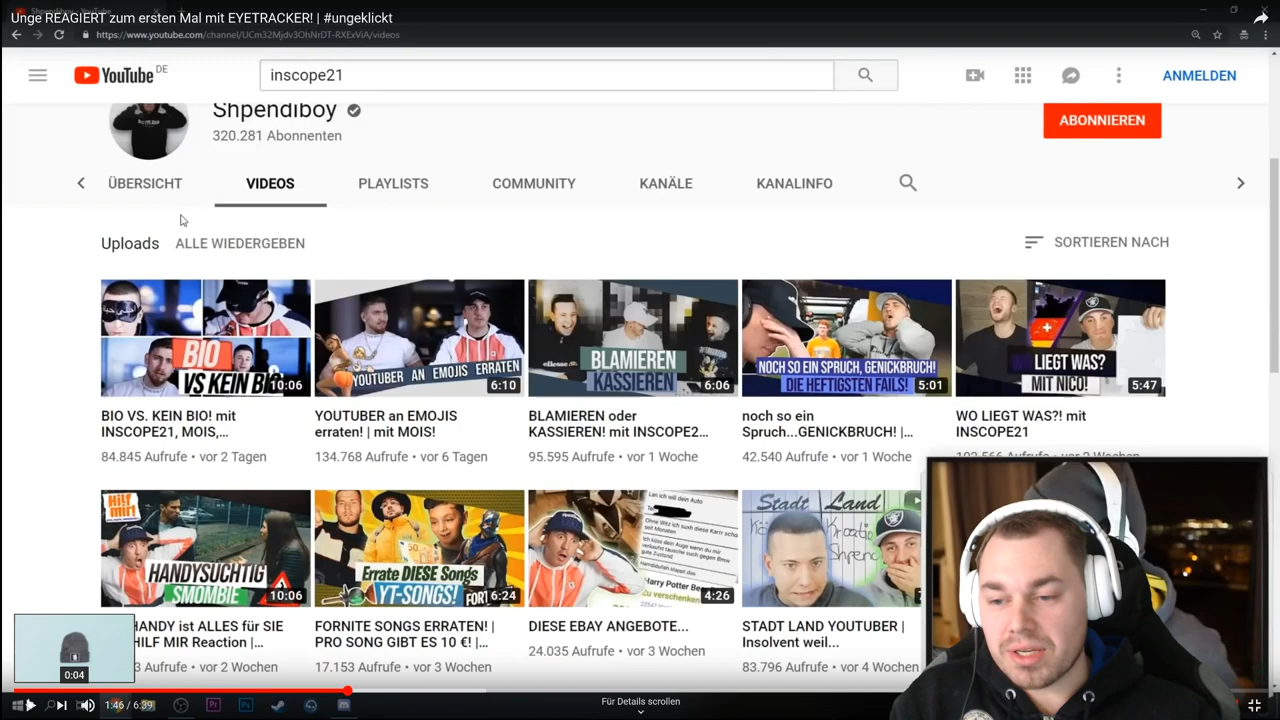 Unge REAGIERT zum ersten Mal mit EYETRACKER! | #ungeklickt
https://www.youtube.com/channel/UCm32Mjdv3OhNrDT-RXExViA/videos
YouTube DE
inscope21
ANMELDEN
Shpendiboy
320.281 Abonnenten
ABONNIEREN
ÜBERSICHT VIDEOS PLAYLISTS COMMUNITY KANÄLE KANALINFO
Uploads ALLE WIEDERGEBEN SORTIEREN NACH
BIO
VS KEIN
10:06
YOUTUBER AN EMOJIS ERRATEN
6:10
BLAMIEREN
KASSIEREN
6:06
NOCH SO EIN SPRUCH, GENICKBRUCH!
DIE HEFTIGSTEN FAILS!
5:01
LIEGT WAS?
MIT NICO!
5:47
BIO VS. KEIN BIO! mit
INSCOPE21, MOIS,...
84.845 Aufrufe • vor 2 Tagen
YOUTUBER an EMOJIS
erraten! | mit MOIS!
134.768 Aufrufe • vor 6 Tagen
BLAMIEREN oder
KASSIEREN! mit INSCOPE2...
95.595 Aufrufe • vor 1 Woche
noch so ein
Spruch...GENICKBRUCH! |...
42.540 Aufrufe • vor 1 Woche
WO LIEGT WAS?! mit
INSCOPE21
Hilf
mir!
HANDYSUCHTIG
SMOMBIE
10:06
Errate DIESE Songs
YT-SONGS!
6:24
Harry Potter
Zu verschenken
4:26
Stadt Land
HANDY ist ALLES für SIE
HILF MIR Reaction |...
Aufrufe • vor 2 Wochen
FORNITE SONGS ERRATEN! |
PRO SONG GIBT ES 10 €! |...
17.153 Aufrufe • vor 3 Wochen
DIESE EBAY ANGEBOTE...
24.035 Aufrufe • vor 3 Wochen
STADT LAND YOUTUBER |
Insolvent weil...
83.796 Aufrufe • vor 4 Wochen
0:04
1:46 / 6:39
Für Details scrollen